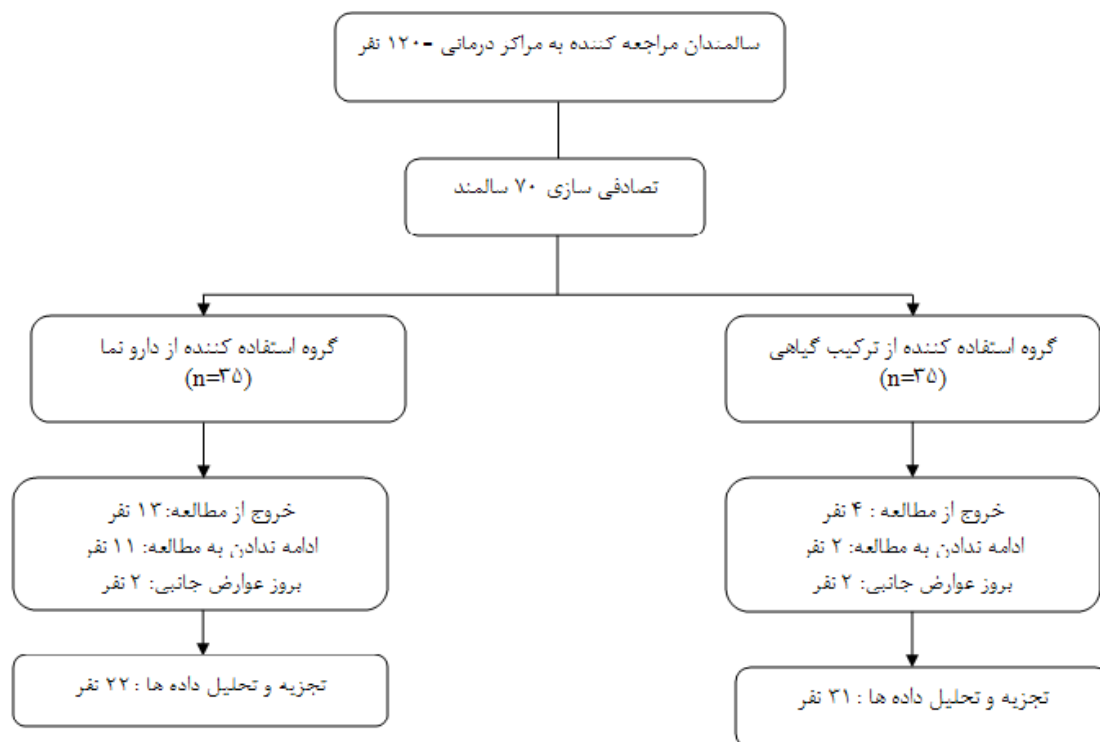 سالمندان مراجعه کننده به مراکز درمانی -۱۲۰ نفر
تصادفی سازی ۷۰ سالمند
گروه استفاده کننده از ترکیب گیاهی
(n=۳۵)
گروه استفاده کننده از دارو نما
(n=۳۵)
خروج از مطالعه : ۴ نفر
ادامه ندادن به مطالعه: ۲ نفر
بروز عوارض جانبی: ۲ نفر
خروج از مطالعه: ۱۳ نفر
ادامه ندادن به مطالعه: ۱۱ نفر
بروز عوارض جانبی: ۲ نفر
تجزیه و تحلیل داده ها : ۳۱ نفر
تجزیه و تحلیل داده ها : ۲۲ نفر